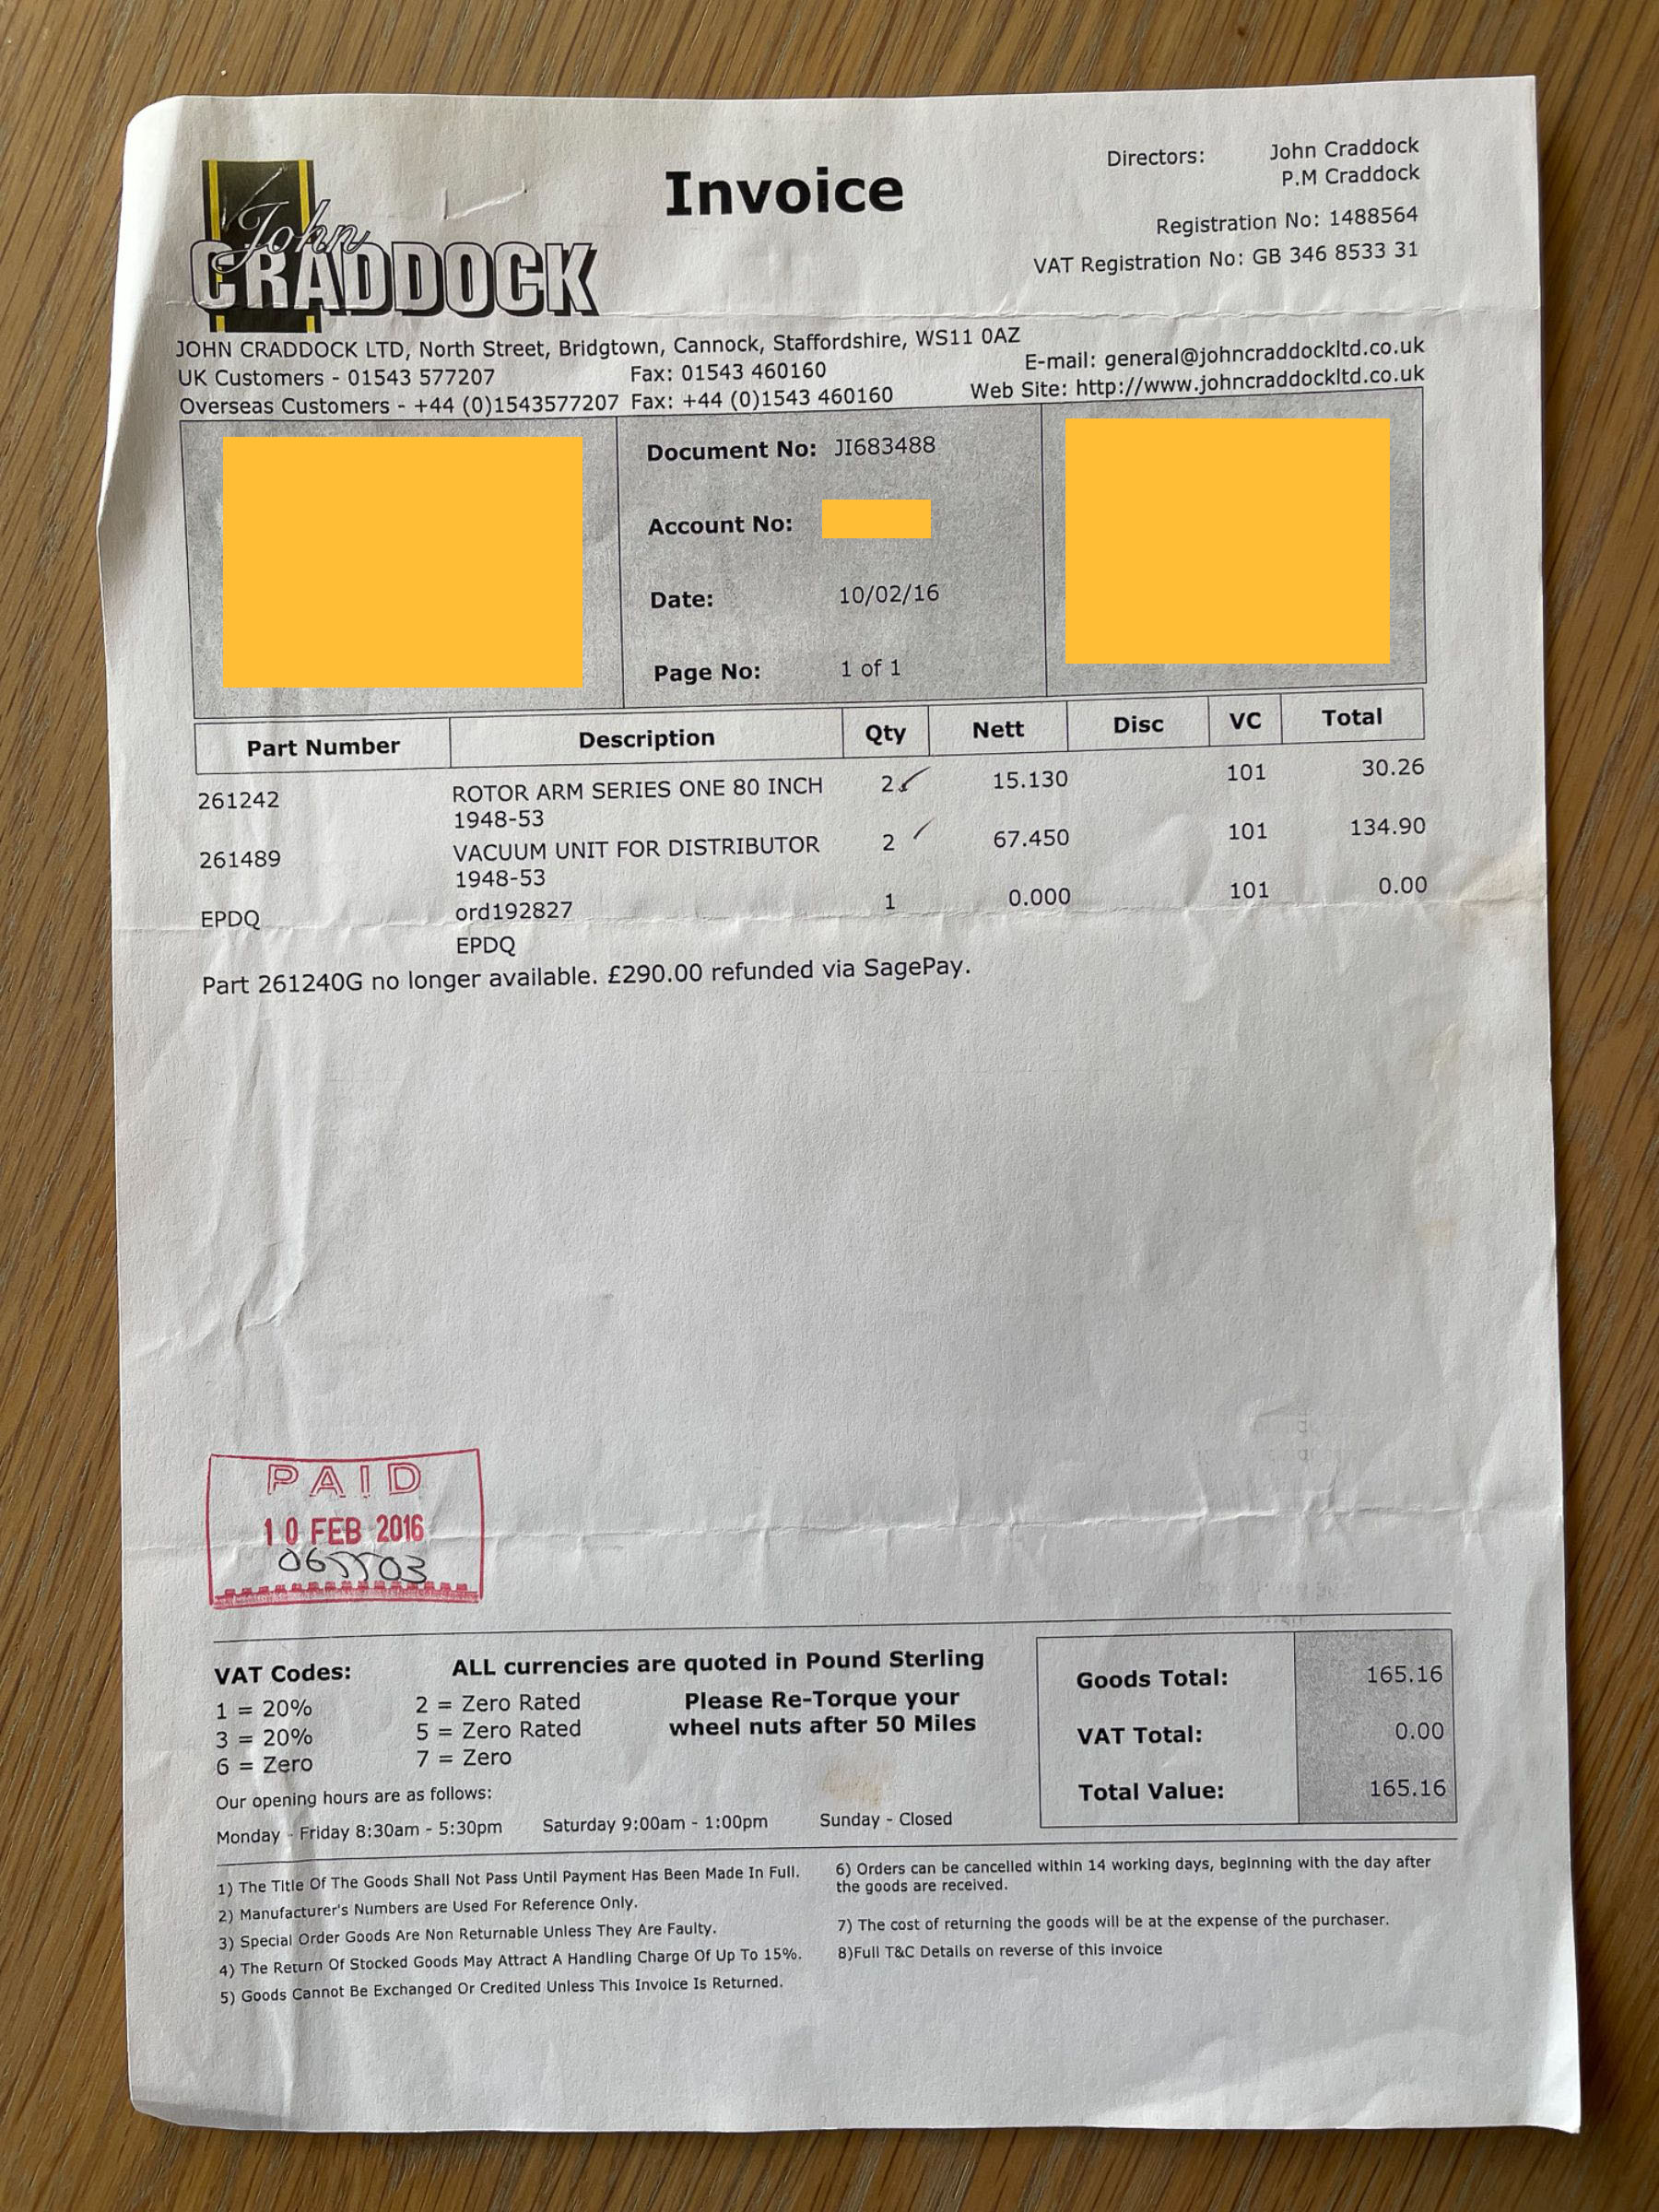 John
CRADDOCK
Invoice
Directors: John Craddock
P.M Craddock
Registration No: 1488564
VAT Registration No: GB 346 8533 31
JOHN CRADDOCK LTD, North Street, Bridgtown, Cannock, Staffordshire, WS11 0AZ
UK Customers - 01543 577207 Fax: 01543 460160
Overseas Customers - +44 (0)1543577207 Fax: +44 (0)1543 460160
E-mail: general@johncraddockltd.co.uk
Web Site: http://www.johncraddockltd.co.uk
Document No: JI683488
Account No:
Date: 10/02/16
Page No: 1 of 1
Part Number Description Qty Nett Disc VC Total
261242 ROTOR ARM SERIES ONE 80 INCH 2 15.130 101 30.26
1948-53
261489 VACUUM UNIT FOR DISTRIBUTOR 2 67.450 101 134.90
1948-53
EPDQ ord192827 1 0.000 101 0.00
EPDQ
Part 261240G no longer available. £290.00 refunded via SagePay.
PAID
10 FEB 2016
065503
VAT Codes: ALL currencies are quoted in Pound Sterling
1 = 20% 2 = Zero Rated Please Re-Torque your
3 = 20% 5 = Zero Rated wheel nuts after 50 Miles
6 = Zero 7 = Zero
Our opening hours are as follows:
Monday - Friday 8:30am - 5:30pm Saturday 9:00am - 1:00pm Sunday - Closed
Goods Total: 165.16
VAT Total: 0.00
Total Value: 165.16
1) The Title Of The Goods Shall Not Pass Until Payment Has Been Made In Full.
2) Manufacturer's Numbers are Used For Reference Only.
3) Special Order Goods Are Non Returnable Unless They Are Faulty.
4) The Return Of Stocked Goods May Attract A Handling Charge Of Up To 15%.
5) Goods Cannot Be Exchanged Or Credited Unless This Invoice Is Returned.
6) Orders can be cancelled within 14 working days, beginning with the day after
the goods are received.
7) The cost of returning the goods will be at the expense of the purchaser.
8)Full T&C Details on reverse of this invoice